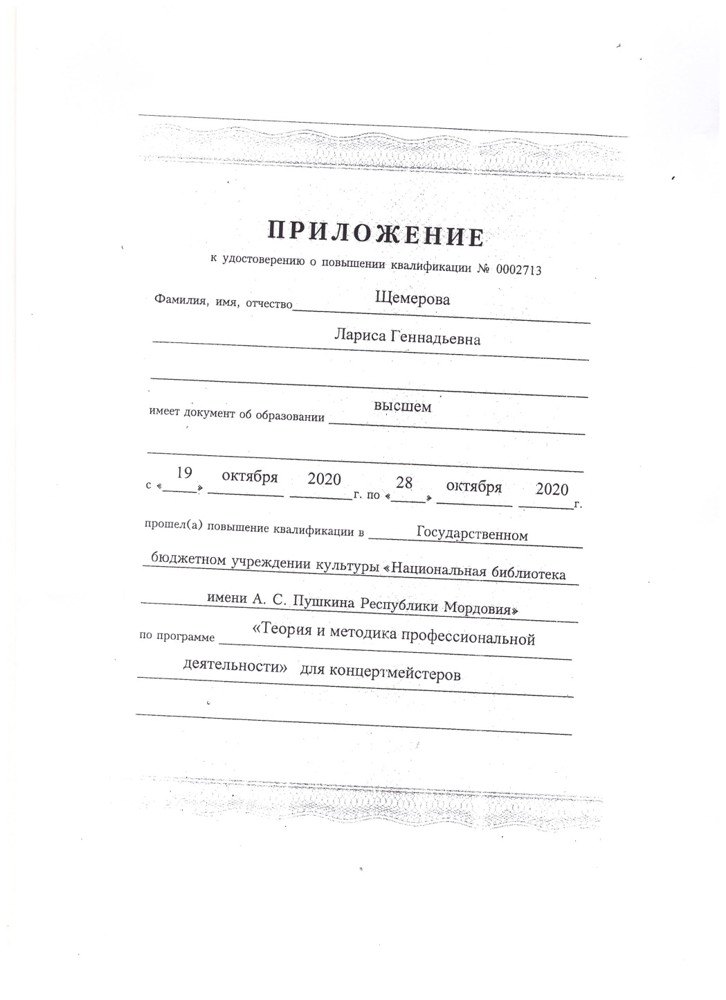 ПРИЛОЖЕНИЕ
к удостоверению о повышении квалификации № 0002713
Фамилия, имя, отчество Щемерова
Лариса Геннадьевна
имеет документ об образовании высшем
с «19» октября 2020 г. по «28» октября 2020 г.
прошел(а) повышение квалификации в Государственном
бюджетном учреждении культуры «Национальная библиотека
имени А. С. Пушкина Республики Мордовия»
по программе «Теория и методика профессиональной
деятельности» для концертмейстеров